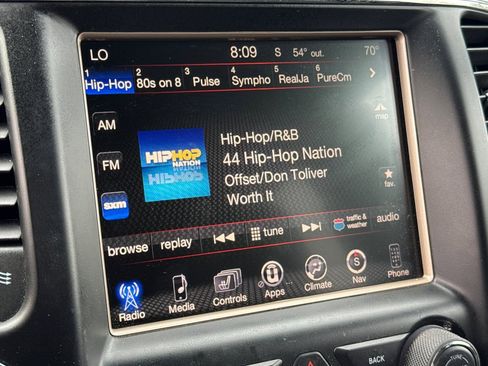 LO 8:09 S 54° out. 70°
1 Hip-Hop 2 80s on 8 3 Pulse 4 Sympho 5 RealJa 6 PureCm
map
AM
FM
sxm
HIPHOP
NATION
Hip-Hop/R&B
44 Hip-Hop Nation
Offset/Don Toliver
Worth It
fav.
browse replay tune traffic & weather audio
Radio Media Controls Apps Climate Nav Phone
S
BACK
TUNE